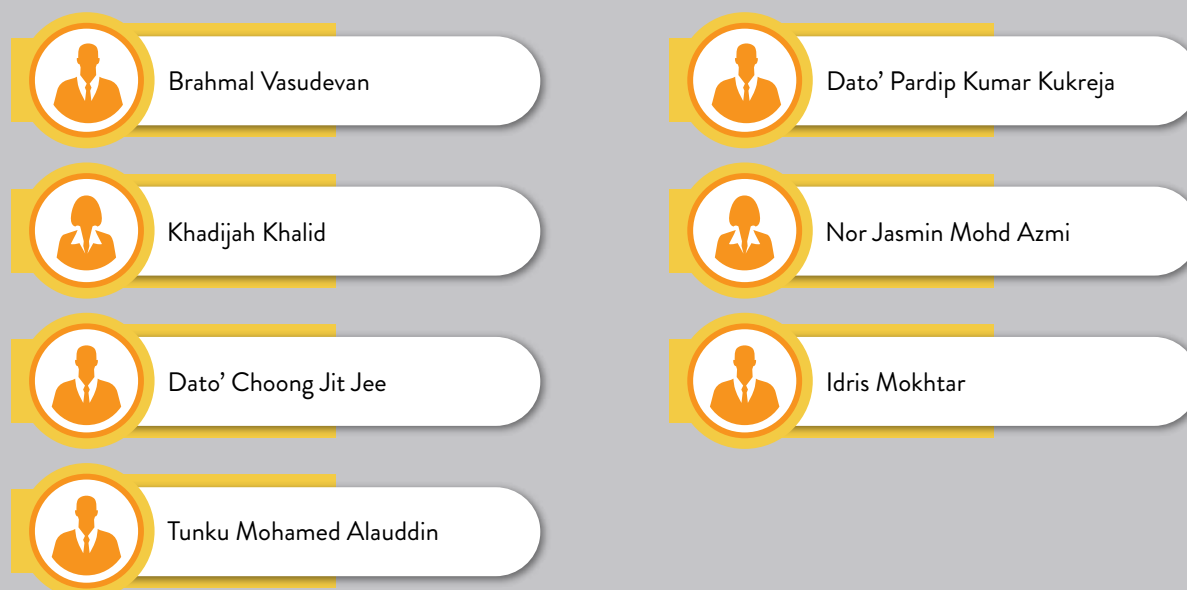 Brahmal Vasudevan
Khadijah Khalid
Dato’ Choong Jit Jee
Tunku Mohamed Alauddin
Dato’ Pardip Kumar Kukreja
Nor Jasmin Mohd Azmi
Idris Mokhtar